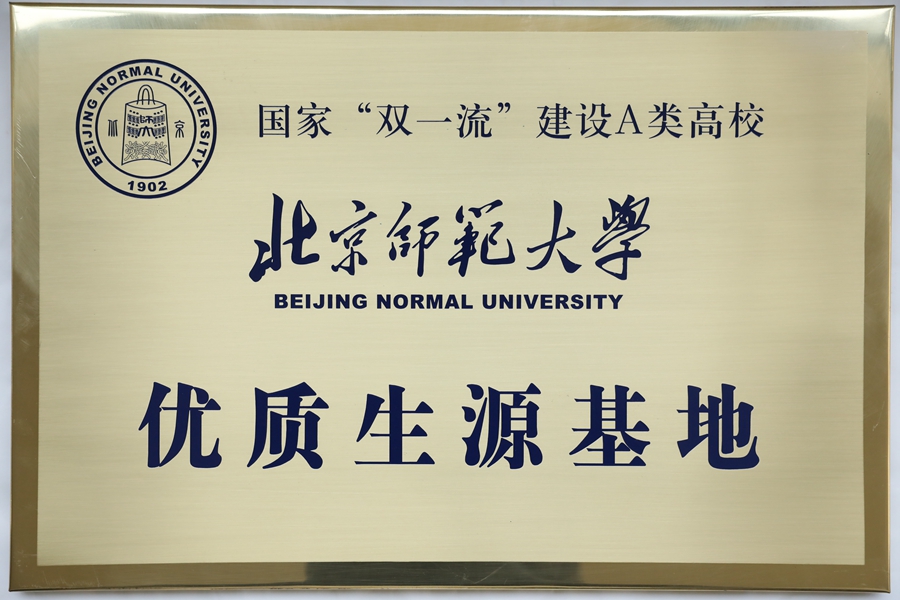 BEIJING NORMAL UNIVERSITY
1902
国家“双一流”建设A类高校
北京師範大學
BEIJING NORMAL UNIVERSITY
优质生源基地